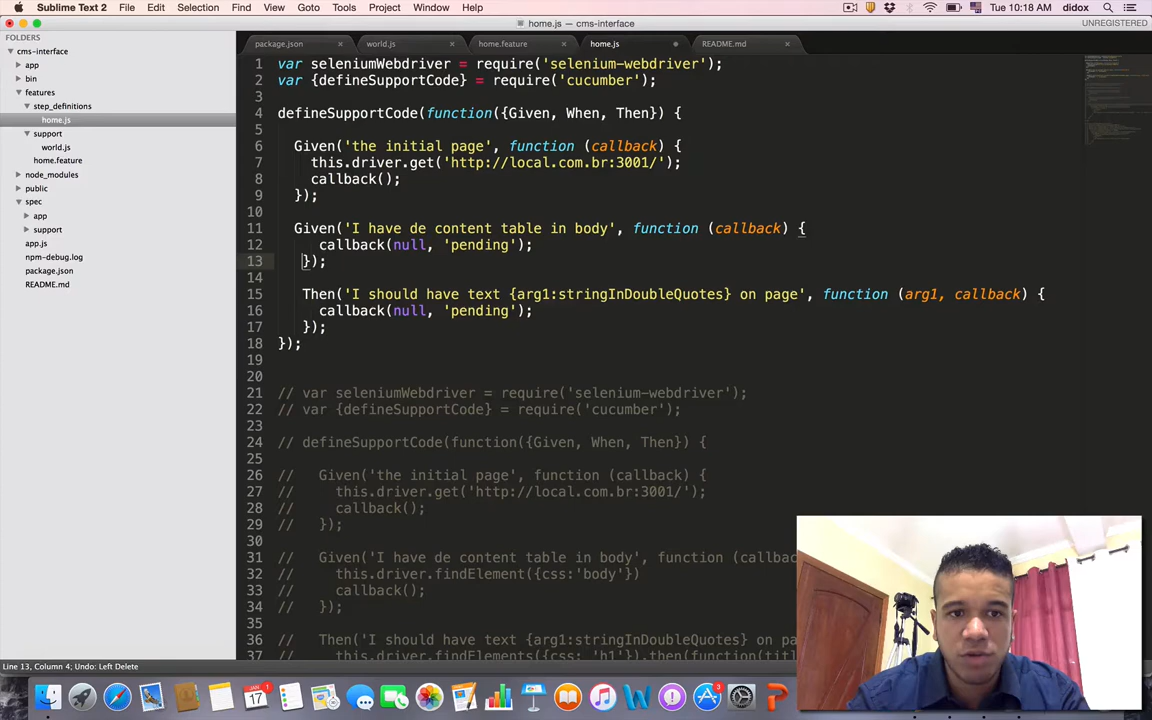 Sublime Text 2 File Edit Selection Find View Goto Tools Project Window Help Tue 10:18 AM didox
home.js — cms-interface UNREGISTERED
FOLDERS
cms-interface
app
bin
features
step_definitions
home.js
support
world.js
home.feature
node_modules
public
spec
app
support
app.js
npm-debug.log
package.json
README.md
package.json world.js home.feature home.js README.md
1 var seleniumWebdriver = require('selenium-webdriver');
2 var {defineSupportCode} = require('cucumber');
3
4 defineSupportCode(function({Given, When, Then}) {
5
6 Given('the initial page', function (callback) {
7 this.driver.get('http://local.com.br:3001/');
8 callback();
9 });
10
11 Given('I have de content table in body', function (callback) {
12 callback(null, 'pending');
13 });
14
15 Then('I should have text {arg1:stringInDoubleQuotes} on page', function (arg1, callback) {
16 callback(null, 'pending');
17 });
18 });
19
20
21 // var seleniumWebdriver = require('selenium-webdriver');
22 // var {defineSupportCode} = require('cucumber');
23
24 // defineSupportCode(function({Given, When, Then}) {
25
26 // Given('the initial page', function (callback) {
27 // this.driver.get('http://local.com.br:3001/');
28 // callback();
29 // });
30
31 // Given('I have de content table in body', function (callbac
32 // this.driver.findElement({css:'body'})
33 // callback();
34 // });
35
36 // Then('I should have text {arg1:stringInDoubleQuotes} on pa
37 // this.driver.findElements({css: 'h1'}).then(function(titl
Line 13, Column 4; Undo: Left Delete
17
3